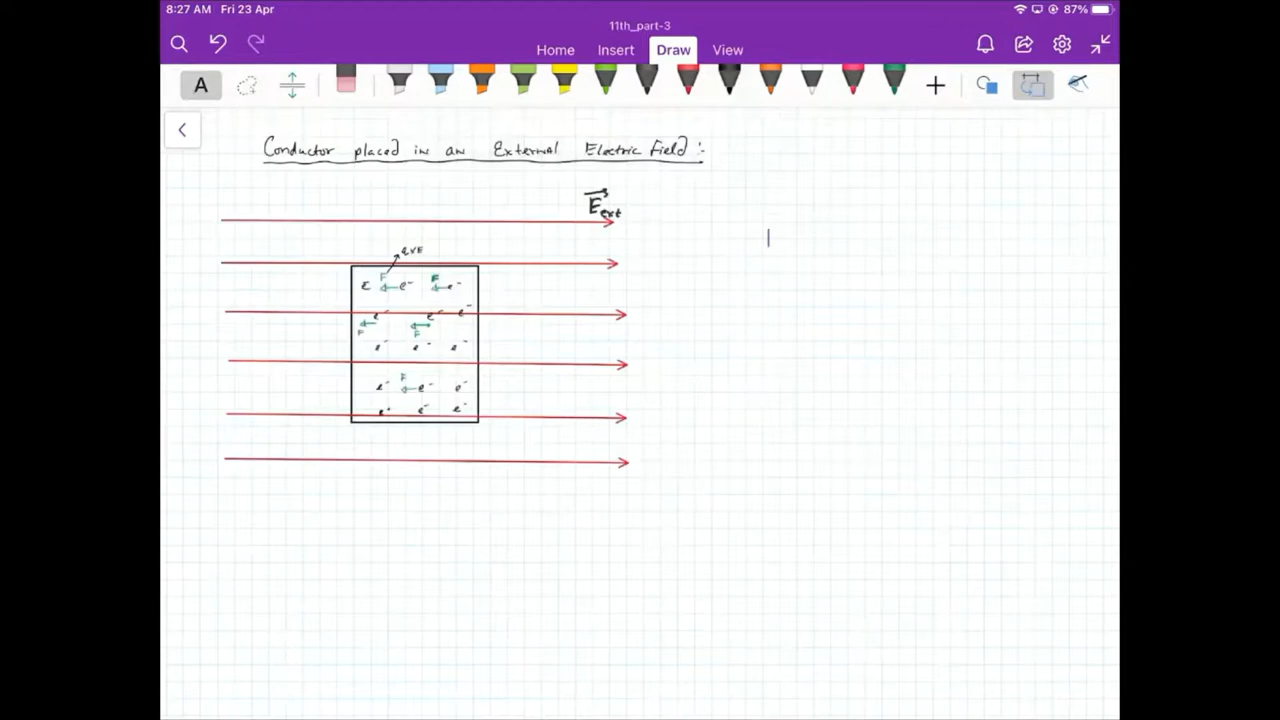 8:27 AM Fri 23 Apr
87%
11th_part-3
Home Insert Draw View
A
Conductor placed in an External Electric field :-
E ext
q×E
F F
E e⁻ e⁻
e⁻ e⁻ e⁻
F F
e⁻ e⁻ e⁻
F
e⁻ e⁻ e⁻
e⁻ e⁻ e⁻